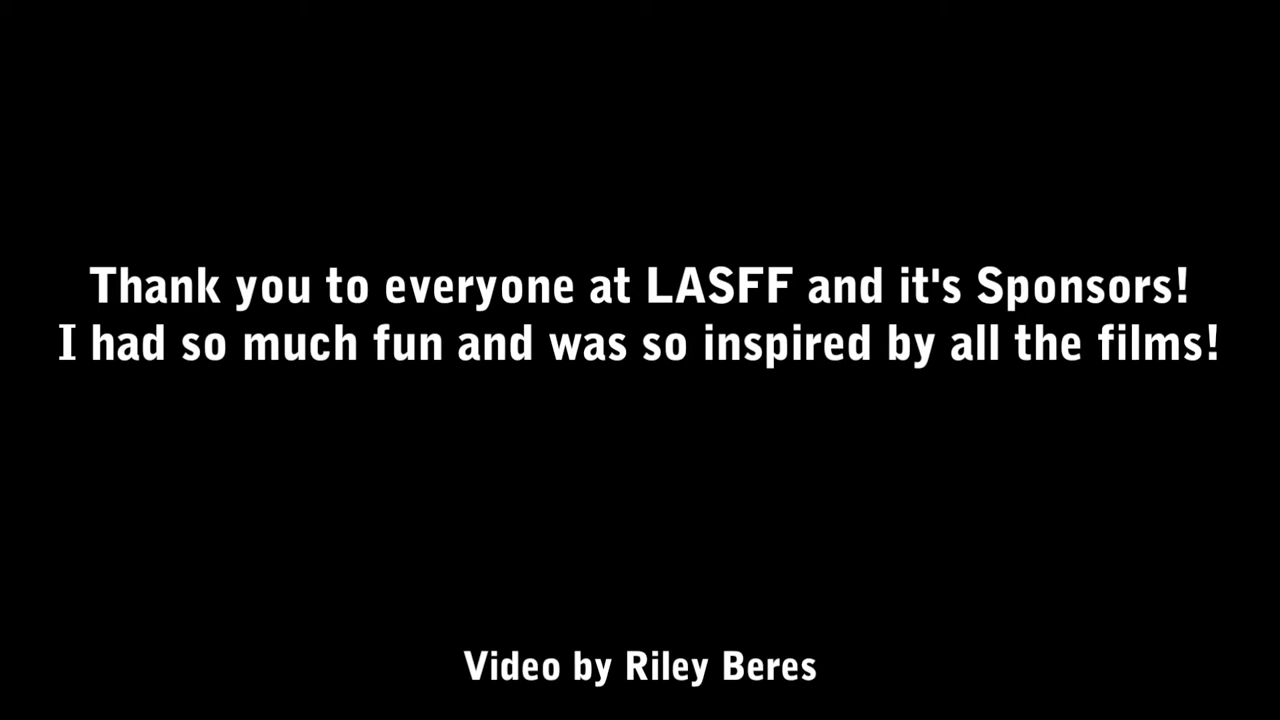 Thank you to everyone at LASFF and it's Sponsors!
I had so much fun and was so inspired by all the films!
Video by Riley Beres